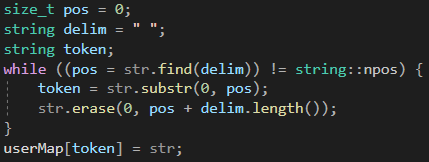 size_t pos = 0;
string delim = " ";
string token;
while ((pos = str.find(delim)) != string::npos) {
    token = str.substr(0, pos);
    str.erase(0, pos + delim.length());
}
userMap[token] = str;